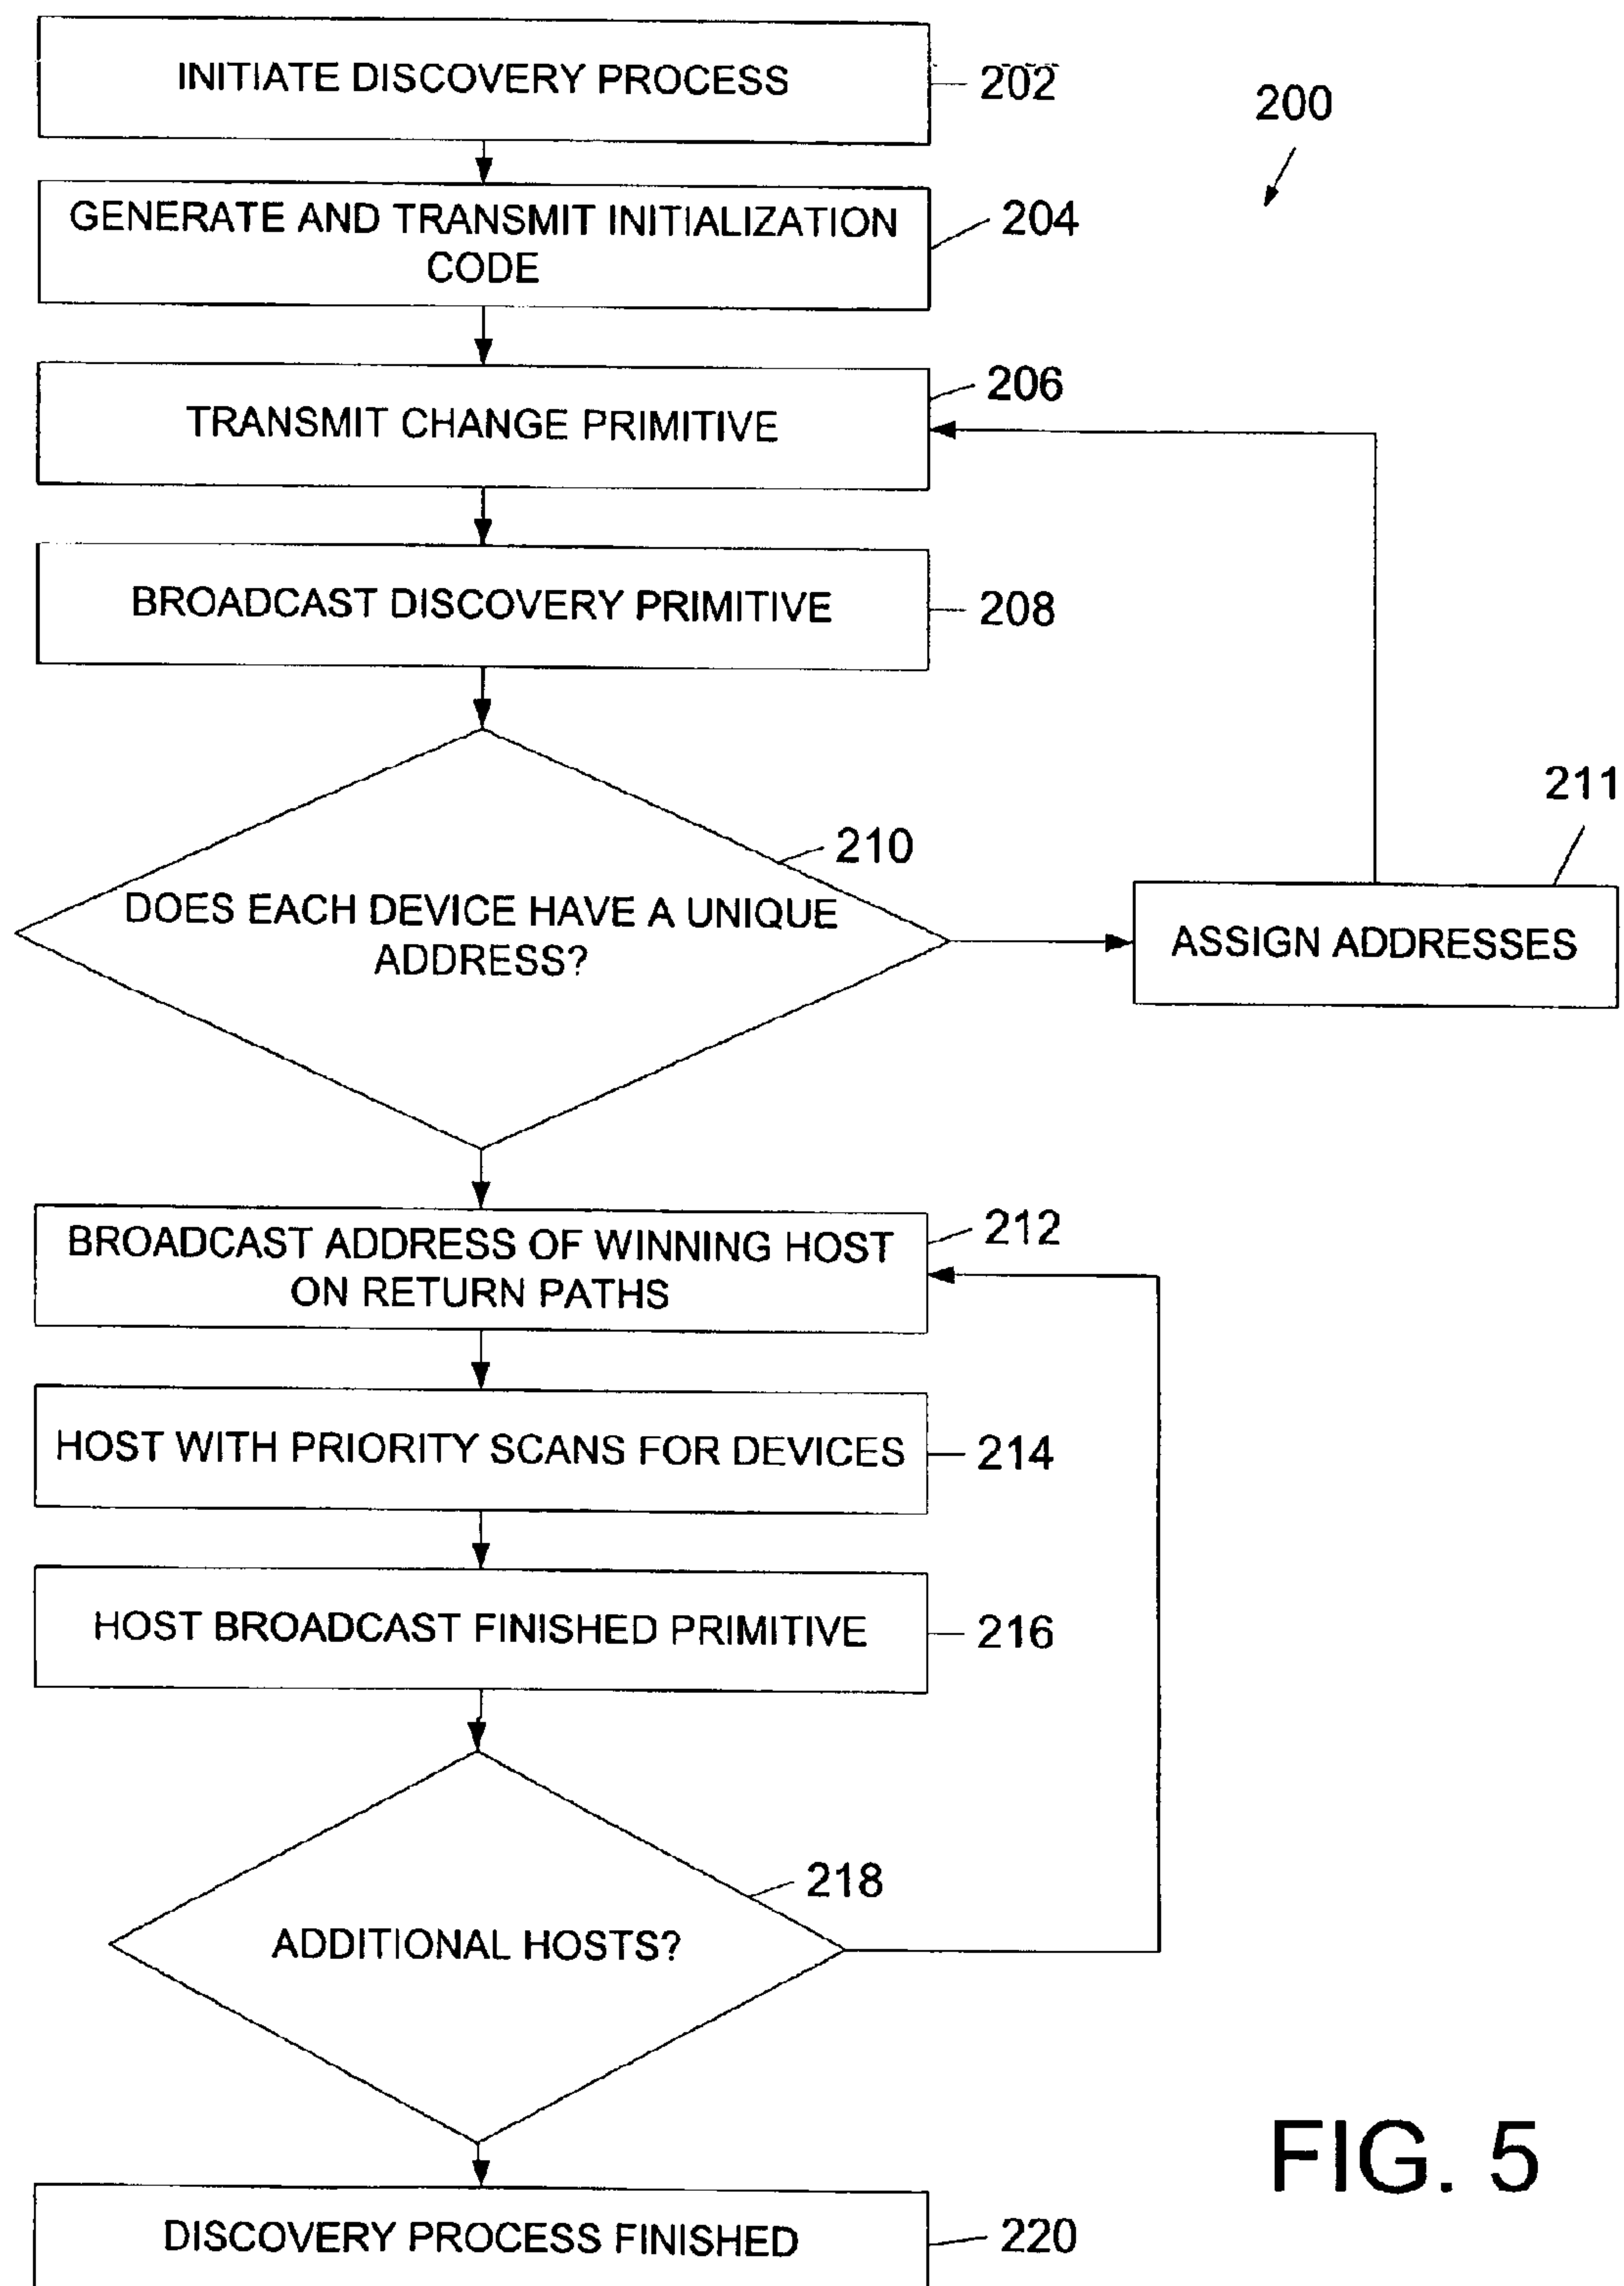 INITIATE DISCOVERY PROCESS
202
200
GENERATE AND TRANSMIT INITIALIZATION
CODE
204
TRANSMIT CHANGE PRIMITIVE
206
BROADCAST DISCOVERY PRIMITIVE
208
210
DOES EACH DEVICE HAVE A UNIQUE
ADDRESS?
211
ASSIGN ADDRESSES
BROADCAST ADDRESS OF WINNING HOST
ON RETURN PATHS
212
HOST WITH PRIORITY SCANS FOR DEVICES
214
HOST BROADCAST FINISHED PRIMITIVE
216
218
ADDITIONAL HOSTS?
DISCOVERY PROCESS FINISHED
220
FIG. 5